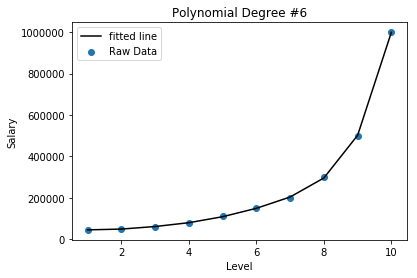 Polynomial Degree #6
fitted line
Raw Data
1000000
800000
600000
400000
200000
0
Salary
2
4
6
8
10
Level